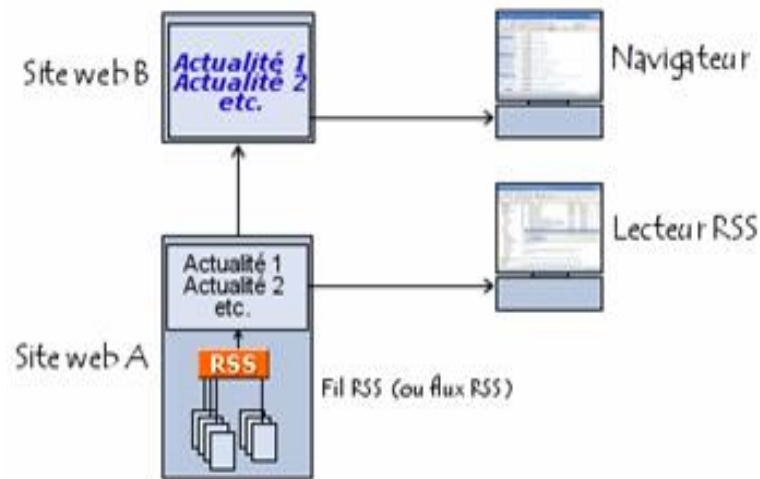 Site web B
Actualité 1
Actualité 2
etc.
Navigateur
Lecteur RSS
Site web A
Actualité 1
Actualité 2
etc.
RSS
Fil RSS (ou flux RSS)